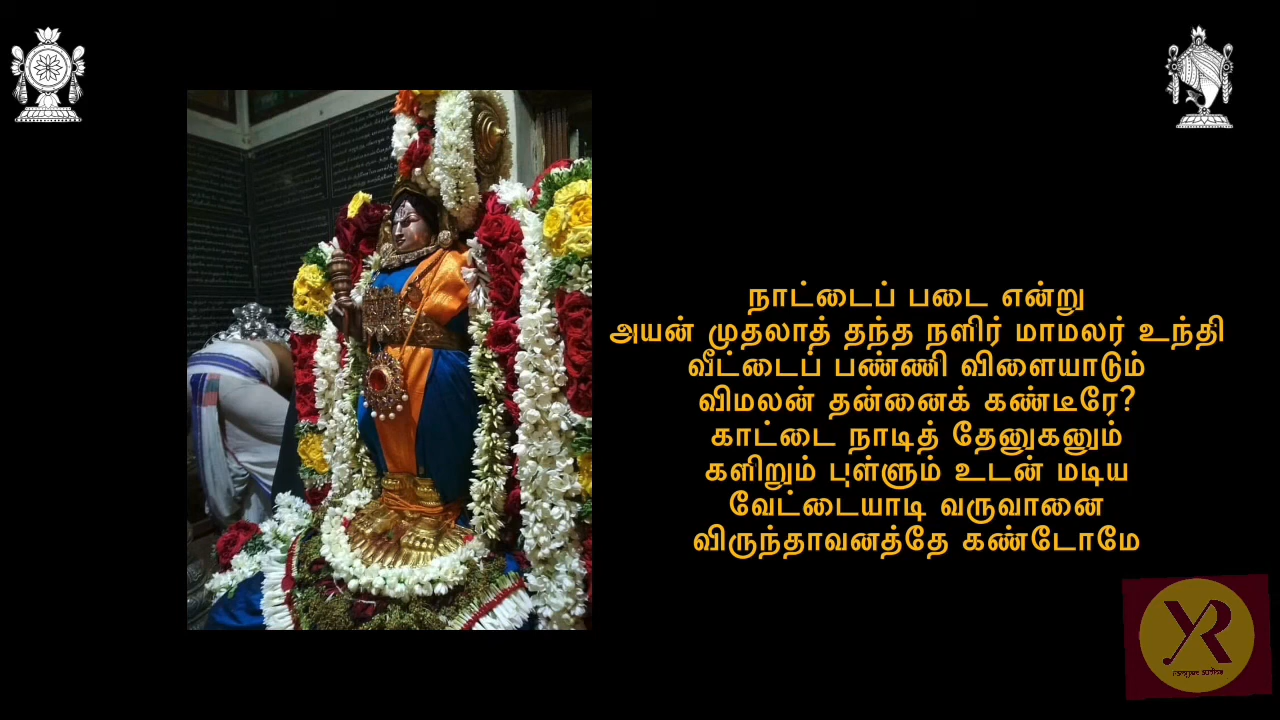 நாட்டைப் படை என்று
அயன் முதலாத் தந்த நளிர் மாமலர் உந்தி
வீட்டைப் பண்ணி விளையாடும்
விமலன் தன்னைக் கண்டீரே?
காட்டை நாடித் தேனுகனும்
களிறும் புள்ளும் உடன் மடிய
வேட்டையாடி வருவானை
விருந்தாவனத்தே கண்டோமே